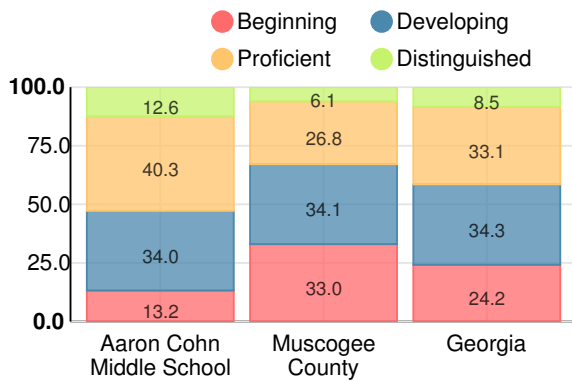 Beginning Developing
Proficient Distinguished
100.0
75.0
50.0
25.0
0.0
12.6 6.1 8.5
40.3 26.8 33.1
34.0 34.1 34.3
13.2 33.0 24.2
Aaron Cohn Muscogee Georgia
Middle School County